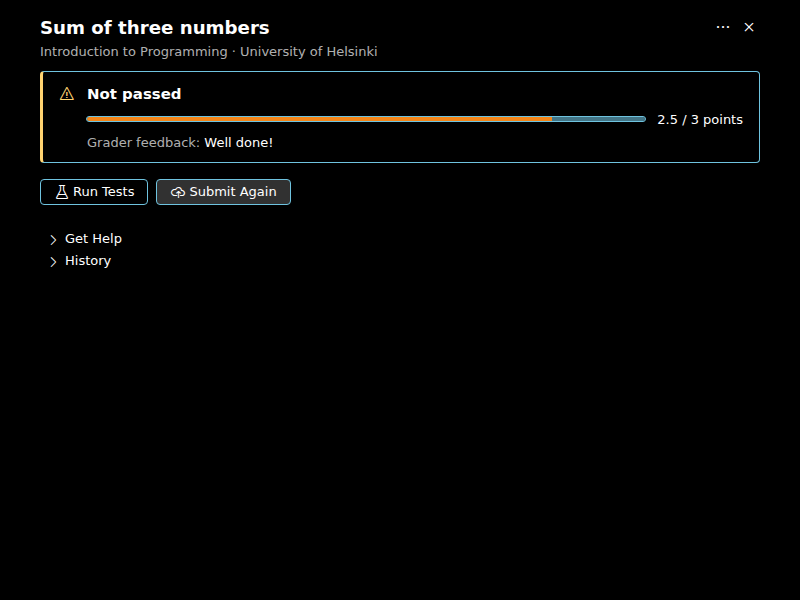 Sum of three numbers
Introduction to Programming · University of Helsinki
Not passed
2.5 / 3 points
Grader feedback: Well done!
Run Tests
Submit Again
Get Help
History